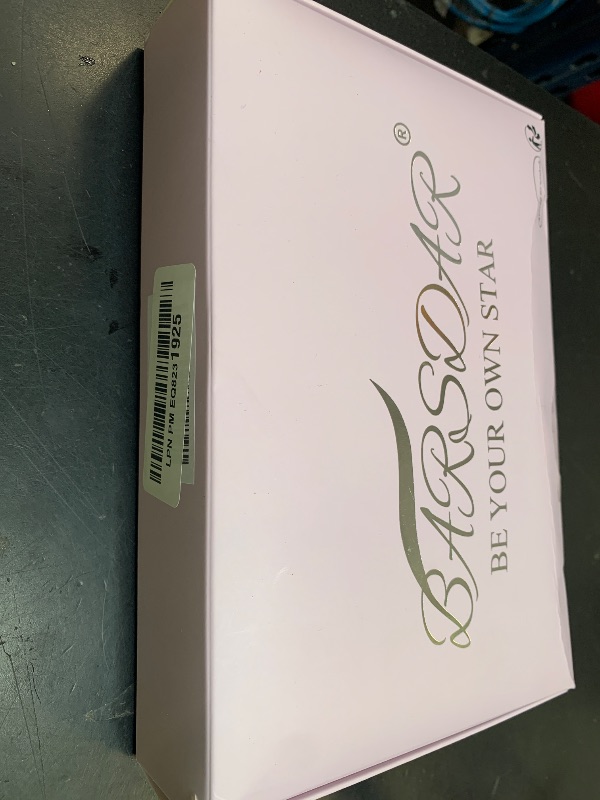 BARSDAR®
BE YOUR OWN STAR
LPN PM EQ8231925